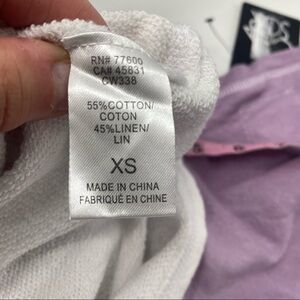 RN# 77600
CA# 45831
CW338
55%COTTON/
COTON
45%LINEN/
LIN
XS
MADE IN CHINA
FABRIQUÉ EN CHINE